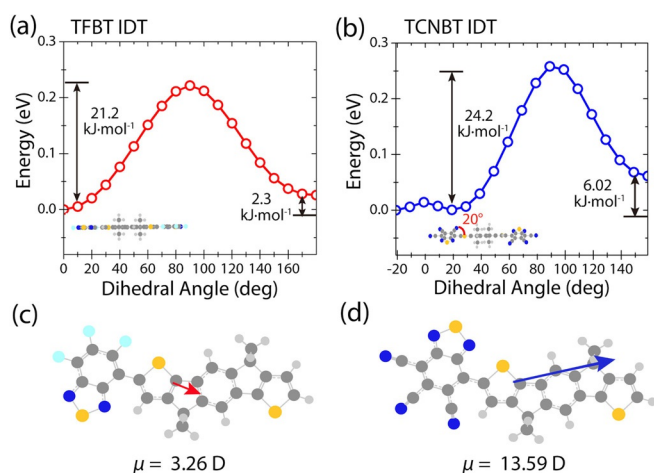 (a)
TFBT IDT
Energy (eV)
0.3
0.2
0.1
0.0
21.2
kJ·mol⁻¹
2.3
kJ·mol⁻¹
0 20 40 60 80 100 120 140 160
Dihedral Angle (deg)
(b)
TCNBT IDT
Energy (eV)
0.3
0.2
0.1
0.0
24.2
kJ·mol⁻¹
6.02
kJ·mol⁻¹
20°
-20 0 20 40 60 80 100 120 140
Dihedral Angle (deg)
(c)
μ = 3.26 D
(d)
μ = 13.59 D